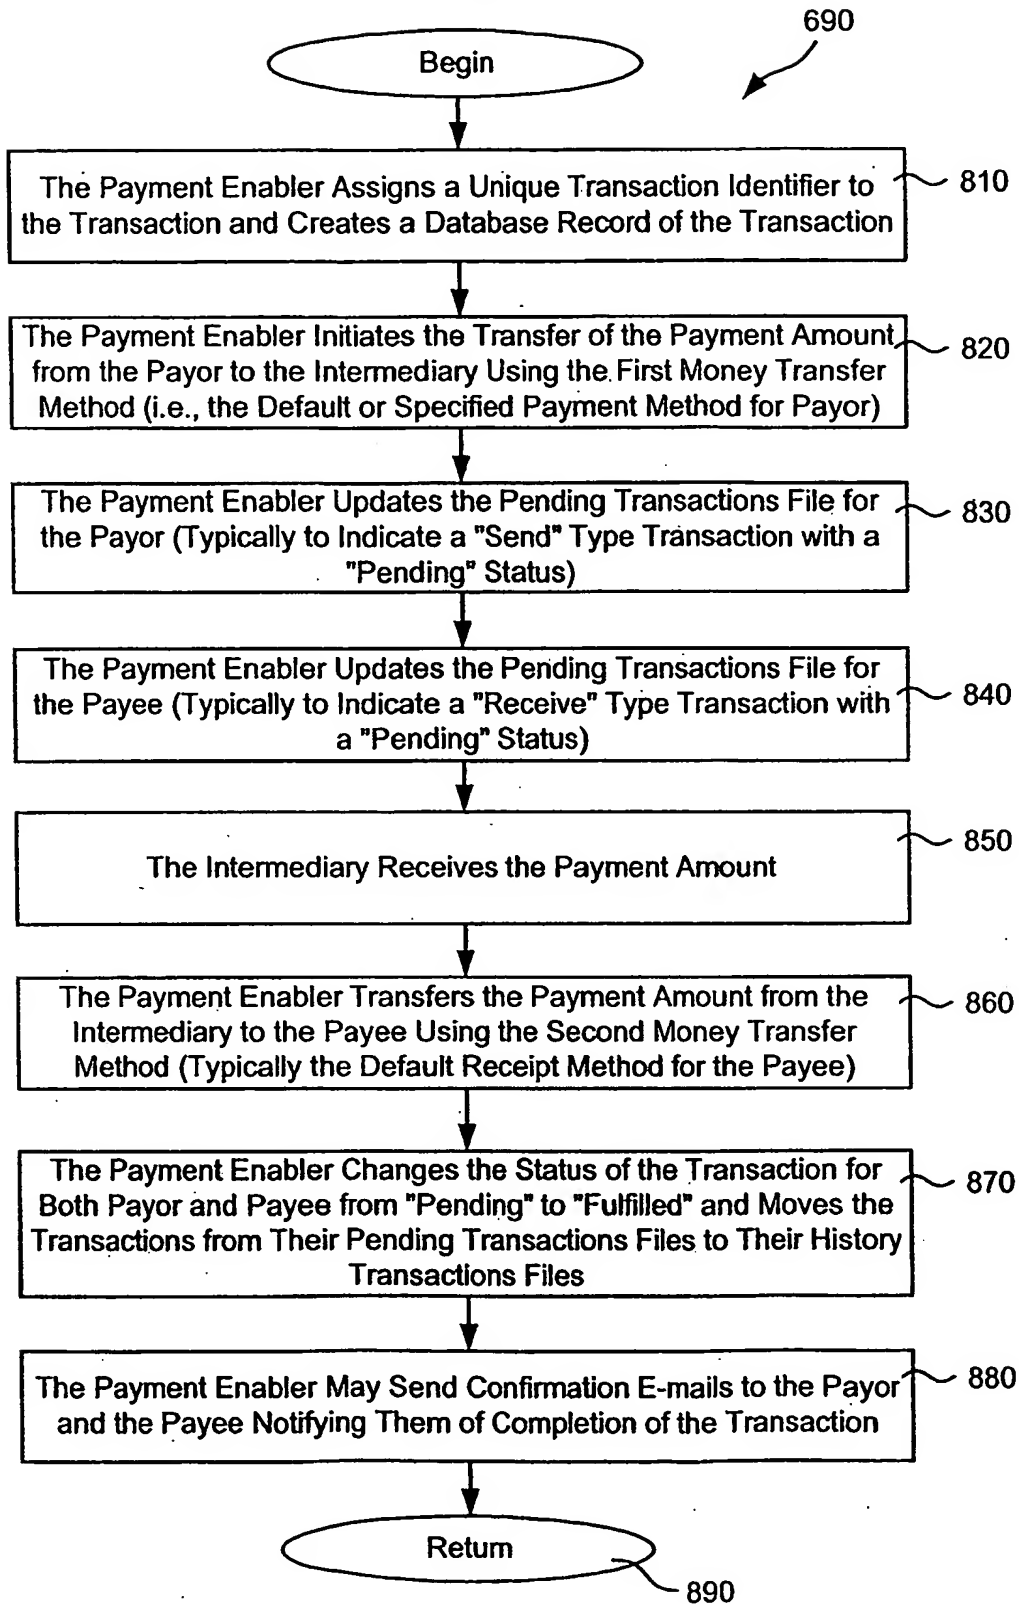 690
Begin
The Payment Enabler Assigns a Unique Transaction Identifier to
the Transaction and Creates a Database Record of the Transaction
810
The Payment Enabler Initiates the Transfer of the Payment Amount
from the Payor to the Intermediary Using the First Money Transfer
Method (i.e., the Default or Specified Payment Method for Payor)
820
The Payment Enabler Updates the Pending Transactions File for
the Payor (Typically to Indicate a "Send" Type Transaction with a
"Pending" Status)
830
The Payment Enabler Updates the Pending Transactions File for
the Payee (Typically to Indicate a "Receive" Type Transaction with
a "Pending" Status)
840
The Intermediary Receives the Payment Amount
850
The Payment Enabler Transfers the Payment Amount from the
Intermediary to the Payee Using the Second Money Transfer
Method (Typically the Default Receipt Method for the Payee)
860
The Payment Enabler Changes the Status of the Transaction for
Both Payor and Payee from "Pending" to "Fulfilled" and Moves the
Transactions from Their Pending Transactions Files to Their History
Transactions Files
870
The Payment Enabler May Send Confirmation E-mails to the Payor
and the Payee Notifying Them of Completion of the Transaction
880
Return
890